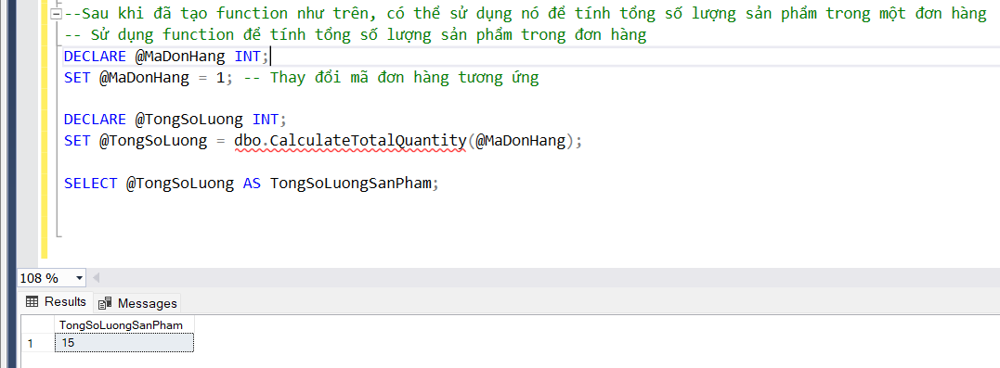 --Sau khi đã tạo function như trên, có thể sử dụng nó để tính tổng số lượng sản phẩm trong một đơn hàng
-- Sử dụng function để tính tổng số lượng sản phẩm trong đơn hàng
DECLARE @MaDonHang INT;
SET @MaDonHang = 1; -- Thay đổi mã đơn hàng tương ứng
DECLARE @TongSoLuong INT;
SET @TongSoLuong = dbo.CalculateTotalQuantity(@MaDonHang);
SELECT @TongSoLuong AS TongSoLuongSanPham;
108 %
Results Messages
TongSoLuongSanPham
1 15